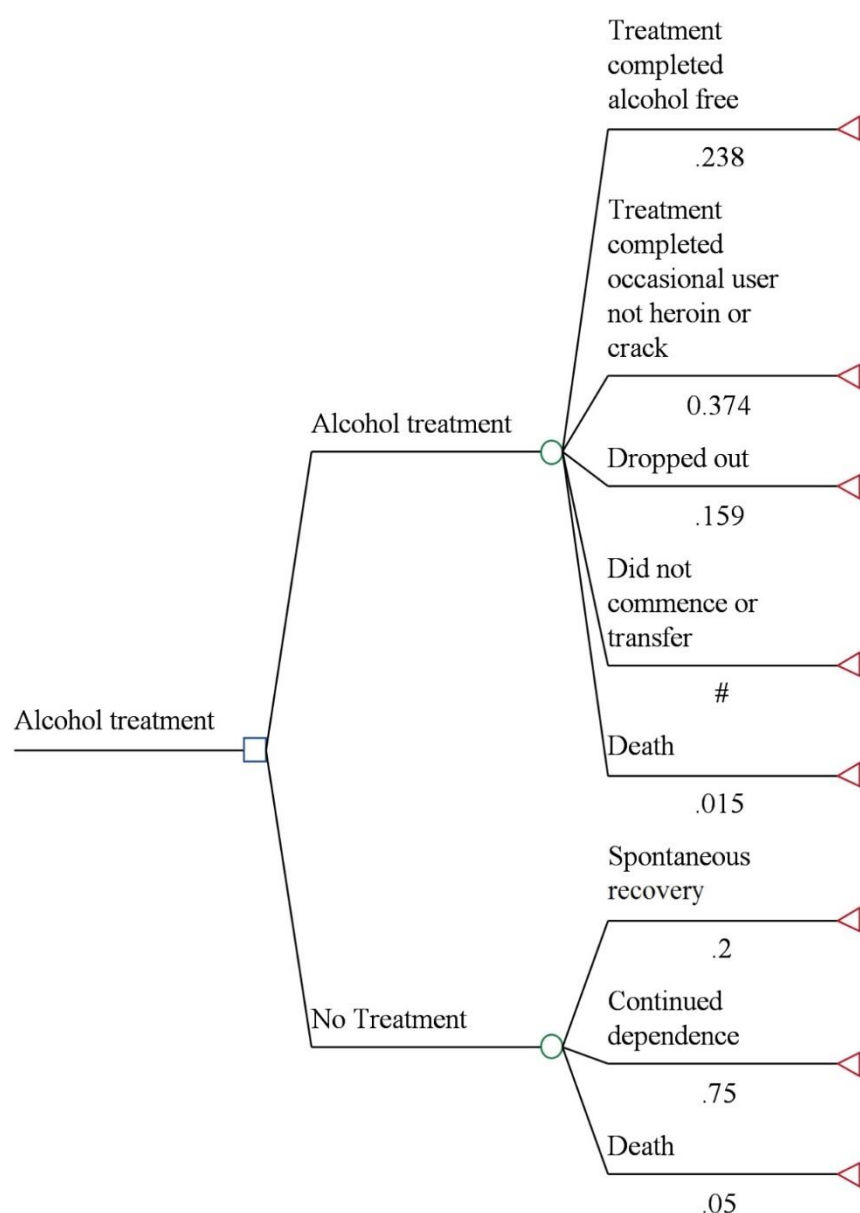 Treatment
completed
alcohol free
.238
Treatment
completed
occasional user
not heroin or
crack
0.374
Alcohol treatment
Dropped out
.159
Did not
commence or
transfer
#
Alcohol treatment
Death
.015
Spontaneous
recovery
.2
No Treatment
Continued
dependence
.75
Death
.05